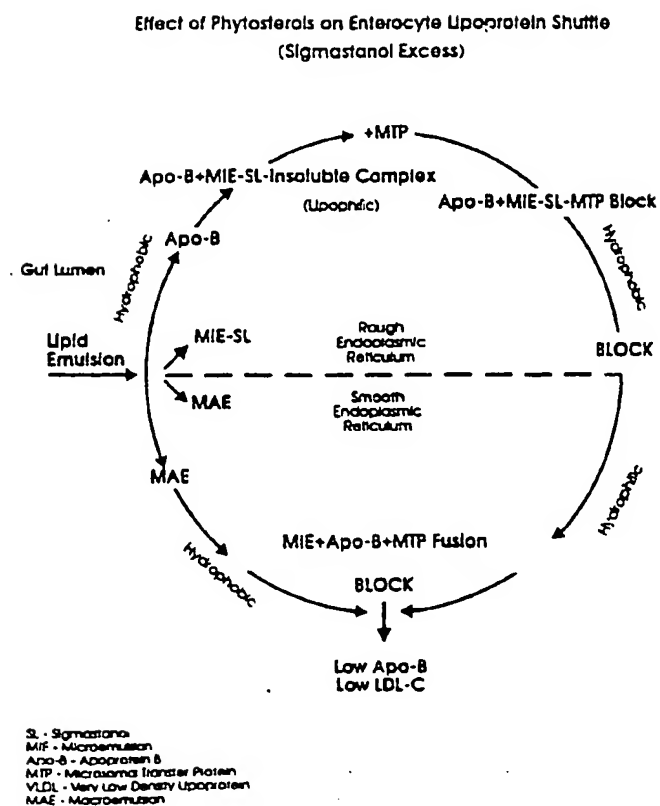 Effect of Phytosterols on Enterocyte Lipoprotein Shuttle
(Sigmastanol Excess)
+MTP
Apo-B+MIE-SL-Insoluble Complex
(Lipophilic)
Apo-B+MIE-SL-MTP Block
Apo-B
Hydrophobic
Hydrophobic
Gut Lumen
Lipid
Emulsion
MIE-SL
Rough
Endoplasmic
Reticulum
BLOCK
MAE
Smooth
Endoplasmic
Reticulum
MAE
Hydrophilic
Hydrophobic
MIE+Apo-B+MTP Fusion
BLOCK
Low Apo-B
Low LDL-C
SL - Sigmastanol
MIE - Microemulsion
Apo-B - Apoprotein B
MTP - Microsoma Transfer Protein
VLDL - Very Low Density Lipoprotein
MAE - Macroemulsion